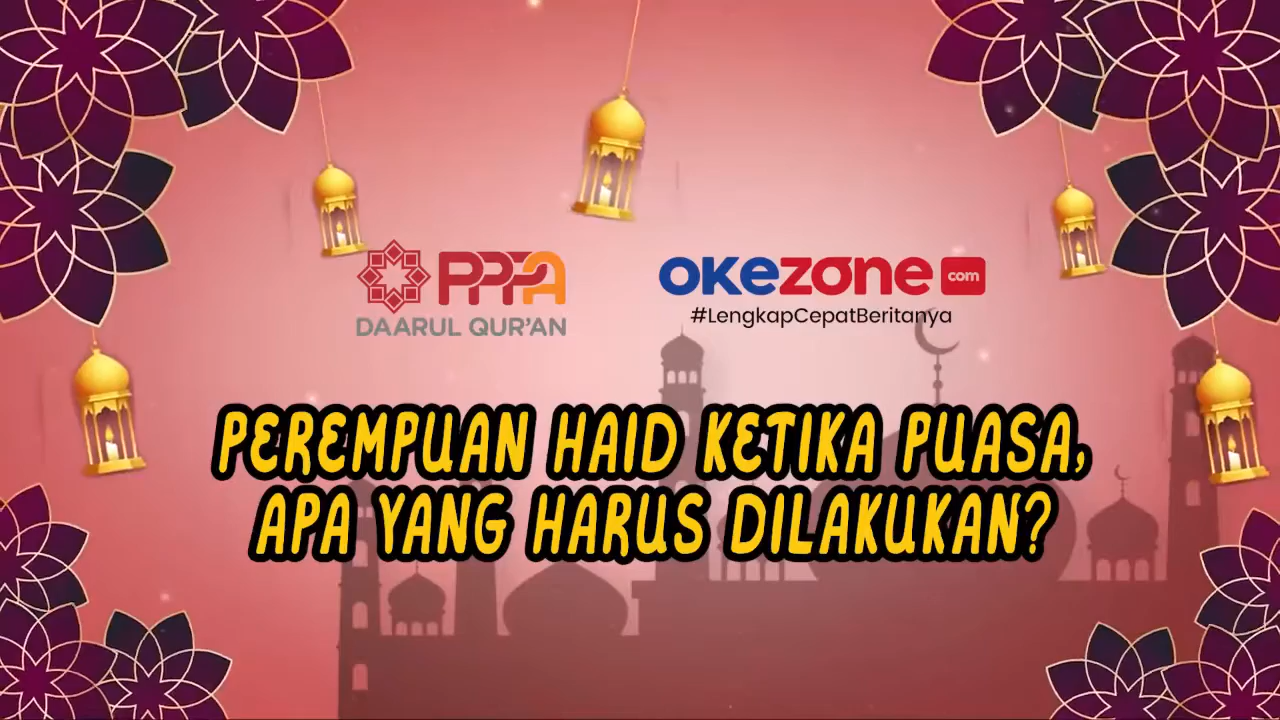 PPPA
DAARUL QUR'AN
OKEZONE com
#LengkapCepatBeritanya
PEREMPUAN HAID KETIKA PUASA,
APA YANG HARUS DILAKUKAN?